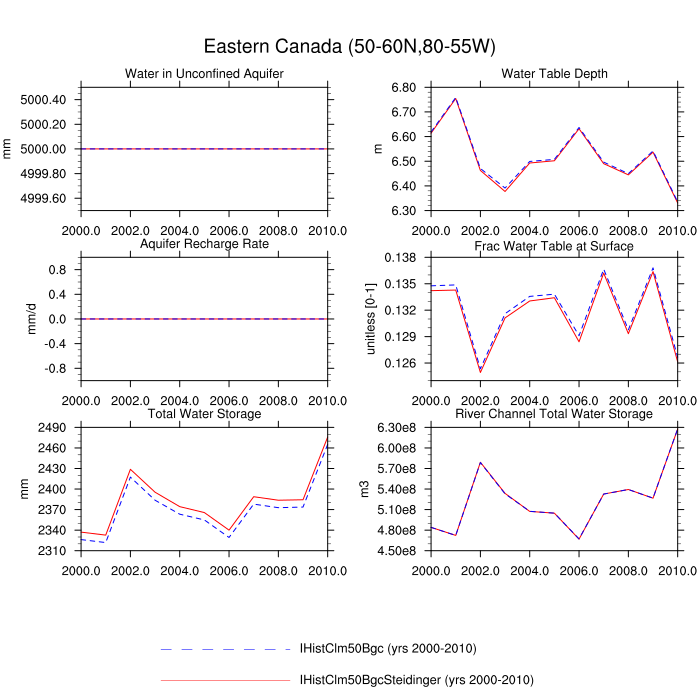 Eastern Canada (50-60N,80-55W)
Water in Unconfined Aquifer
5000.40
5000.20
5000.00
4999.80
4999.60
mm
2000.0 2002.0 2004.0 2006.0 2008.0 2010.0
Water Table Depth
6.80
6.70
6.60
6.50
6.40
6.30
m
2000.0 2002.0 2004.0 2006.0 2008.0 2010.0
Aquifer Recharge Rate
0.8
0.4
0.0
-0.4
-0.8
mm/d
2000.0 2002.0 2004.0 2006.0 2008.0 2010.0
Frac Water Table at Surface
0.138
0.135
0.132
0.129
0.126
unitless [0-1]
2000.0 2002.0 2004.0 2006.0 2008.0 2010.0
Total Water Storage
2490
2460
2430
2400
2370
2340
2310
mm
2000.0 2002.0 2004.0 2006.0 2008.0 2010.0
River Channel Total Water Storage
6.30e8
6.00e8
5.70e8
5.40e8
5.10e8
4.80e8
4.50e8
m3
2000.0 2002.0 2004.0 2006.0 2008.0 2010.0
IHistClm50Bgc (yrs 2000-2010)
IHistClm50BgcSteidinger (yrs 2000-2010)